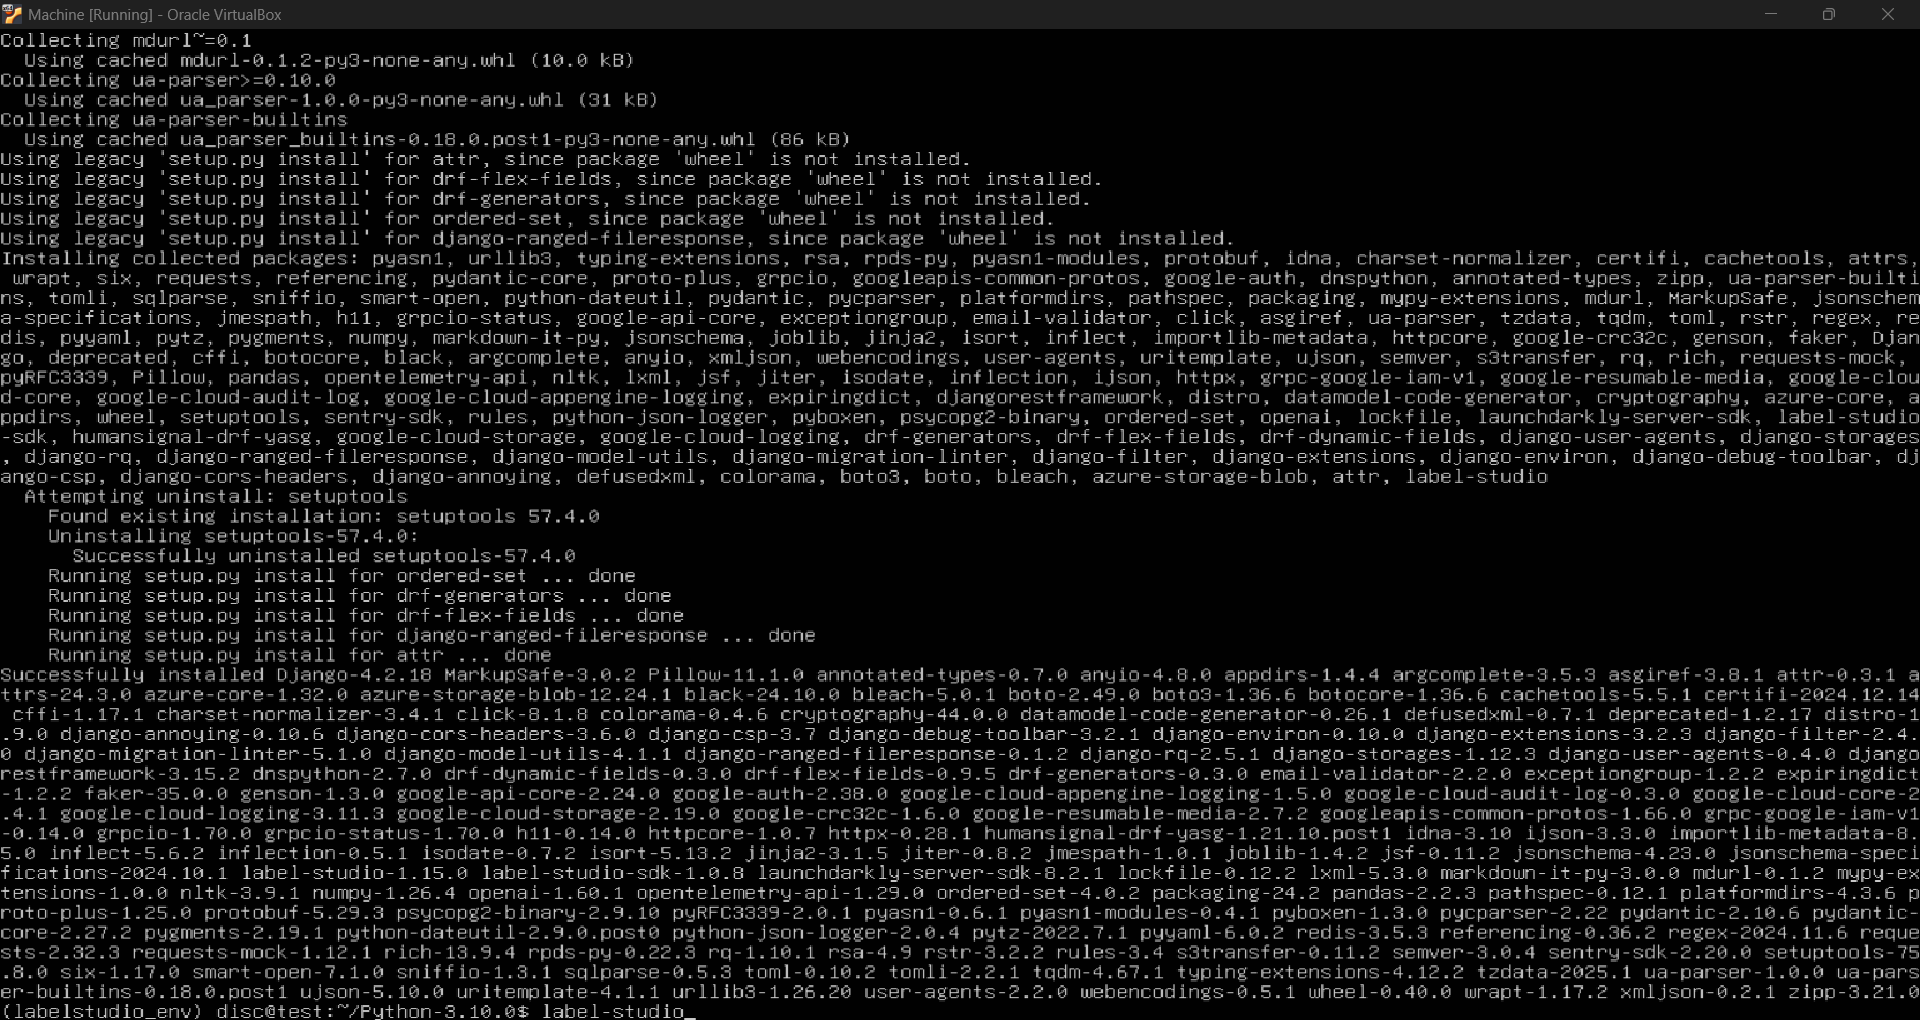 Machine [Running] - Oracle VirtualBox
Collecting mdurl~=0.1
  Using cached mdurl-0.1.2-py3-none-any.whl (10.0 kB)
Collecting ua-parser>=0.10.0
  Using cached ua_parser-1.0.0-py3-none-any.whl (31 kB)
Collecting ua-parser-builtins
  Using cached ua_parser_builtins-0.18.0.post1-py3-none-any.whl (86 kB)
Using legacy 'setup.py install' for attr, since package 'wheel' is not installed.
Using legacy 'setup.py install' for drf-flex-fields, since package 'wheel' is not installed.
Using legacy 'setup.py install' for drf-generators, since package 'wheel' is not installed.
Using legacy 'setup.py install' for ordered-set, since package 'wheel' is not installed.
Using legacy 'setup.py install' for django-ranged-fileresponse, since package 'wheel' is not installed.
Installing collected packages: pyasn1, urllib3, typing-extensions, rsa, rpds-py, pyasn1-modules, protobuf, idna, charset-normalizer, certifi, cachetools, attrs,
 wrapt, six, requests, referencing, pydantic-core, proto-plus, grpcio, googleapis-common-protos, google-auth, dnspython, annotated-types, zipp, ua-parser-builti
ns, tomli, sqlparse, sniffio, smart-open, python-dateutil, pydantic, pycparser, platformdirs, pathspec, packaging, mypy-extensions, mdurl, MarkupSafe, jsonschem
a-specifications, jmespath, h11, grpcio-status, google-api-core, exceptiongroup, email-validator, click, asgiref, ua-parser, tzdata, tqdm, toml, rstr, regex, re
dis, pyyaml, pytz, pygments, numpy, markdown-it-py, jsonschema, joblib, jinja2, isort, inflect, importlib-metadata, httpcore, google-crc32c, genson, faker, Djan
go, deprecated, cffi, botocore, black, argcomplete, anyio, xmljson, webencodings, user-agents, uritemplate, ujson, semver, s3transfer, rq, rich, requests-mock,
pyRFC3339, Pillow, pandas, opentelemetry-api, nltk, lxml, jsf, jiter, isodate, inflection, ijson, httpx, grpc-google-iam-v1, google-resumable-media, google-clou
d-core, google-cloud-audit-log, google-cloud-appengine-logging, expiringdict, djangorestframework, distro, datamodel-code-generator, cryptography, azure-core, a
ppdirs, wheel, setuptools, sentry-sdk, rules, python-json-logger, pyboxen, psycopg2-binary, ordered-set, openai, lockfile, launchdarkly-server-sdk, label-studio
-sdk, humansignal-drf-yasg, google-cloud-storage, google-cloud-logging, drf-generators, drf-flex-fields, drf-dynamic-fields, django-user-agents, django-storages
, django-rq, django-ranged-fileresponse, django-model-utils, django-migration-linter, django-filter, django-extensions, django-environ, django-debug-toolbar, dj
ango-csp, django-cors-headers, django-annoying, defusedxml, colorama, boto3, boto, bleach, azure-storage-blob, attr, label-studio
  Attempting uninstall: setuptools
    Found existing installation: setuptools 57.4.0
    Uninstalling setuptools-57.4.0:
      Successfully uninstalled setuptools-57.4.0
    Running setup.py install for ordered-set ... done
    Running setup.py install for drf-generators ... done
    Running setup.py install for drf-flex-fields ... done
    Running setup.py install for django-ranged-fileresponse ... done
    Running setup.py install for attr ... done
Successfully installed Django-4.2.18 MarkupSafe-3.0.2 Pillow-11.1.0 annotated-types-0.7.0 anyio-4.8.0 appdirs-1.4.4 argcomplete-3.5.3 asgiref-3.8.1 attr-0.3.1 a
ttrs-24.3.0 azure-core-1.32.0 azure-storage-blob-12.24.1 black-24.10.0 bleach-5.0.1 boto-2.49.0 boto3-1.36.6 botocore-1.36.6 cachetools-5.5.1 certifi-2024.12.14
 cffi-1.17.1 charset-normalizer-3.4.1 click-8.1.8 colorama-0.4.6 cryptography-44.0.0 datamodel-code-generator-0.26.1 defusedxml-0.7.1 deprecated-1.2.17 distro-1
.9.0 django-annoying-0.10.6 django-cors-headers-3.6.0 django-csp-3.7 django-debug-toolbar-3.2.1 django-environ-0.10.0 django-extensions-3.2.3 django-filter-2.4.
0 django-migration-linter-5.1.0 django-model-utils-4.1.1 django-ranged-fileresponse-0.1.2 django-rq-2.5.1 django-storages-1.12.3 django-user-agents-0.4.0 django
restframework-3.15.2 dnspython-2.7.0 drf-dynamic-fields-0.3.0 drf-flex-fields-0.9.5 drf-generators-0.3.0 email-validator-2.2.0 exceptiongroup-1.2.2 expiringdict
-1.2.2 faker-35.0.0 genson-1.3.0 google-api-core-2.24.0 google-auth-2.38.0 google-cloud-appengine-logging-1.5.0 google-cloud-audit-log-0.3.0 google-cloud-core-2
.4.1 google-cloud-logging-3.11.3 google-cloud-storage-2.19.0 google-crc32c-1.6.0 google-resumable-media-2.7.2 googleapis-common-protos-1.66.0 grpc-google-iam-v1
-0.14.0 grpcio-1.70.0 grpcio-status-1.70.0 h11-0.14.0 httpcore-1.0.7 httpx-0.28.1 humansignal-drf-yasg-1.21.10.post1 idna-3.10 ijson-3.3.0 importlib-metadata-8.
5.0 inflect-5.6.2 inflection-0.5.1 isodate-0.7.2 isort-5.13.2 jinja2-3.1.5 jiter-0.8.2 jmespath-1.0.1 joblib-1.4.2 jsf-0.11.2 jsonschema-4.23.0 jsonschema-speci
fications-2024.10.1 label-studio-1.15.0 label-studio-sdk-1.0.8 launchdarkly-server-sdk-8.2.1 lockfile-0.12.2 lxml-5.3.0 markdown-it-py-3.0.0 mdurl-0.1.2 mypy-ex
tensions-1.0.0 nltk-3.9.1 numpy-1.26.4 openai-1.60.1 opentelemetry-api-1.29.0 ordered-set-4.0.2 packaging-24.2 pandas-2.2.3 pathspec-0.12.1 platformdirs-4.3.6 p
roto-plus-1.25.0 protobuf-5.29.3 psycopg2-binary-2.9.10 pyRFC3339-2.0.1 pyasn1-0.6.1 pyasn1-modules-0.4.1 pyboxen-1.3.0 pycparser-2.22 pydantic-2.10.6 pydantic-
core-2.27.2 pygments-2.19.1 python-dateutil-2.9.0.post0 python-json-logger-2.0.4 pytz-2022.7.1 pyyaml-6.0.2 redis-3.5.3 referencing-0.36.2 regex-2024.11.6 reque
sts-2.32.3 requests-mock-1.12.1 rich-13.9.4 rpds-py-0.22.3 rq-1.10.1 rsa-4.9 rstr-3.2.2 rules-3.4 s3transfer-0.11.2 semver-3.0.4 sentry-sdk-2.20.0 setuptools-75
.8.0 six-1.17.0 smart-open-7.1.0 sniffio-1.3.1 sqlparse-0.5.3 toml-0.10.2 tomli-2.2.1 tqdm-4.67.1 typing-extensions-4.12.2 tzdata-2025.1 ua-parser-1.0.0 ua-pars
er-builtins-0.18.0.post1 ujson-5.10.0 uritemplate-4.1.1 urllib3-1.26.20 user-agents-2.2.0 webencodings-0.5.1 wheel-0.40.0 wrapt-1.17.2 xmljson-0.2.1 zipp-3.21.0
(labelstudio_env) disc@test:~/Python-3.10.0$ label-studio_